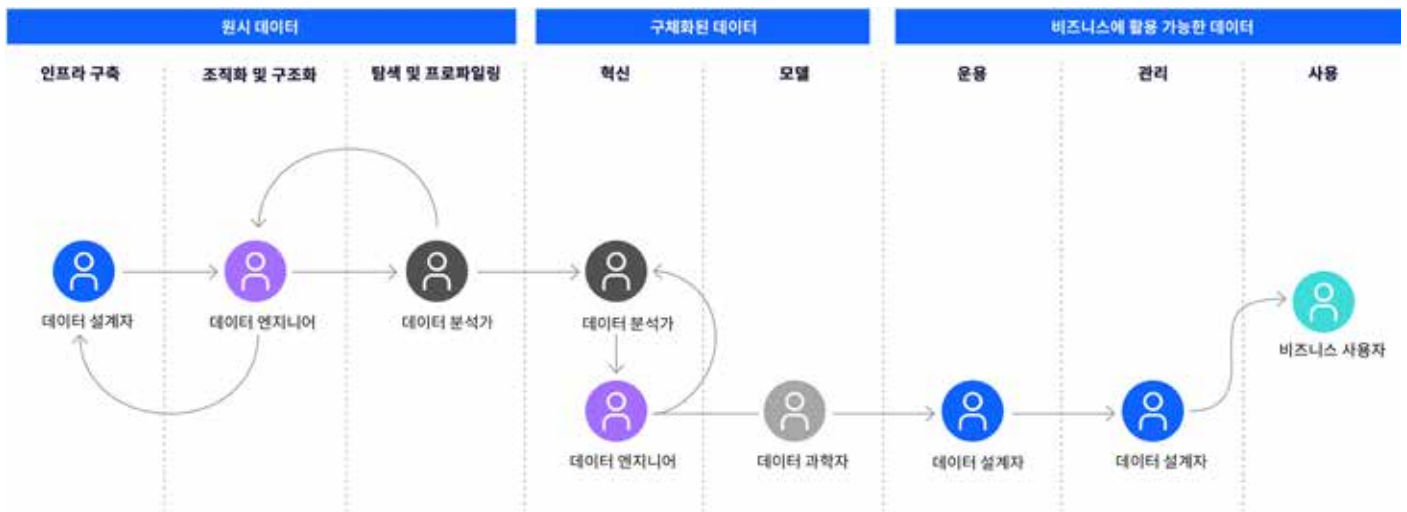 원시 데이터
구체화된 데이터
비즈니스에 활용 가능한 데이터
인프라 구축
조직화 및 구조화
탐색 및 프로파일링
혁신
모델
운용
관리
사용
데이터 설계자
데이터 엔지니어
데이터 분석가
데이터 분석가
비즈니스 사용자
데이터 엔지니어
데이터 과학자
데이터 설계자
데이터 설계자